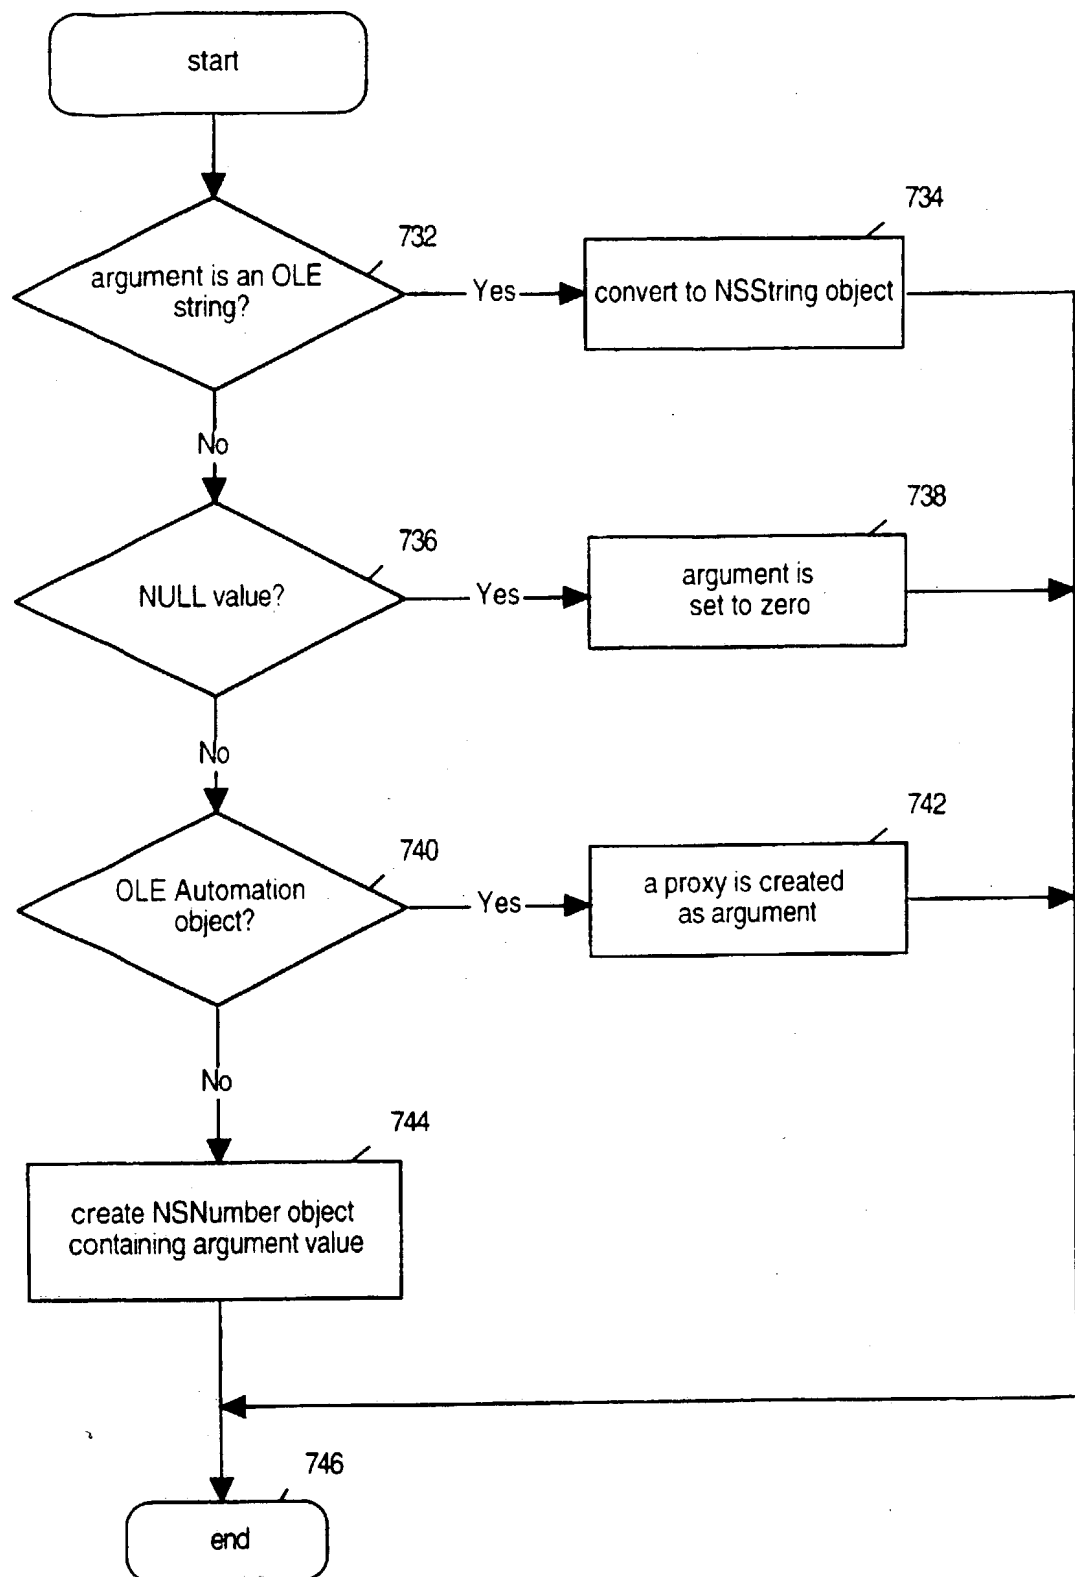 start
732
argument is an OLE
string?
Yes
734
convert to NSString object
No
736
NULL value?
Yes
738
argument is
set to zero
No
740
OLE Automation
object?
Yes
742
a proxy is created
as argument
No
744
create NSNumber object
containing argument value
746
end